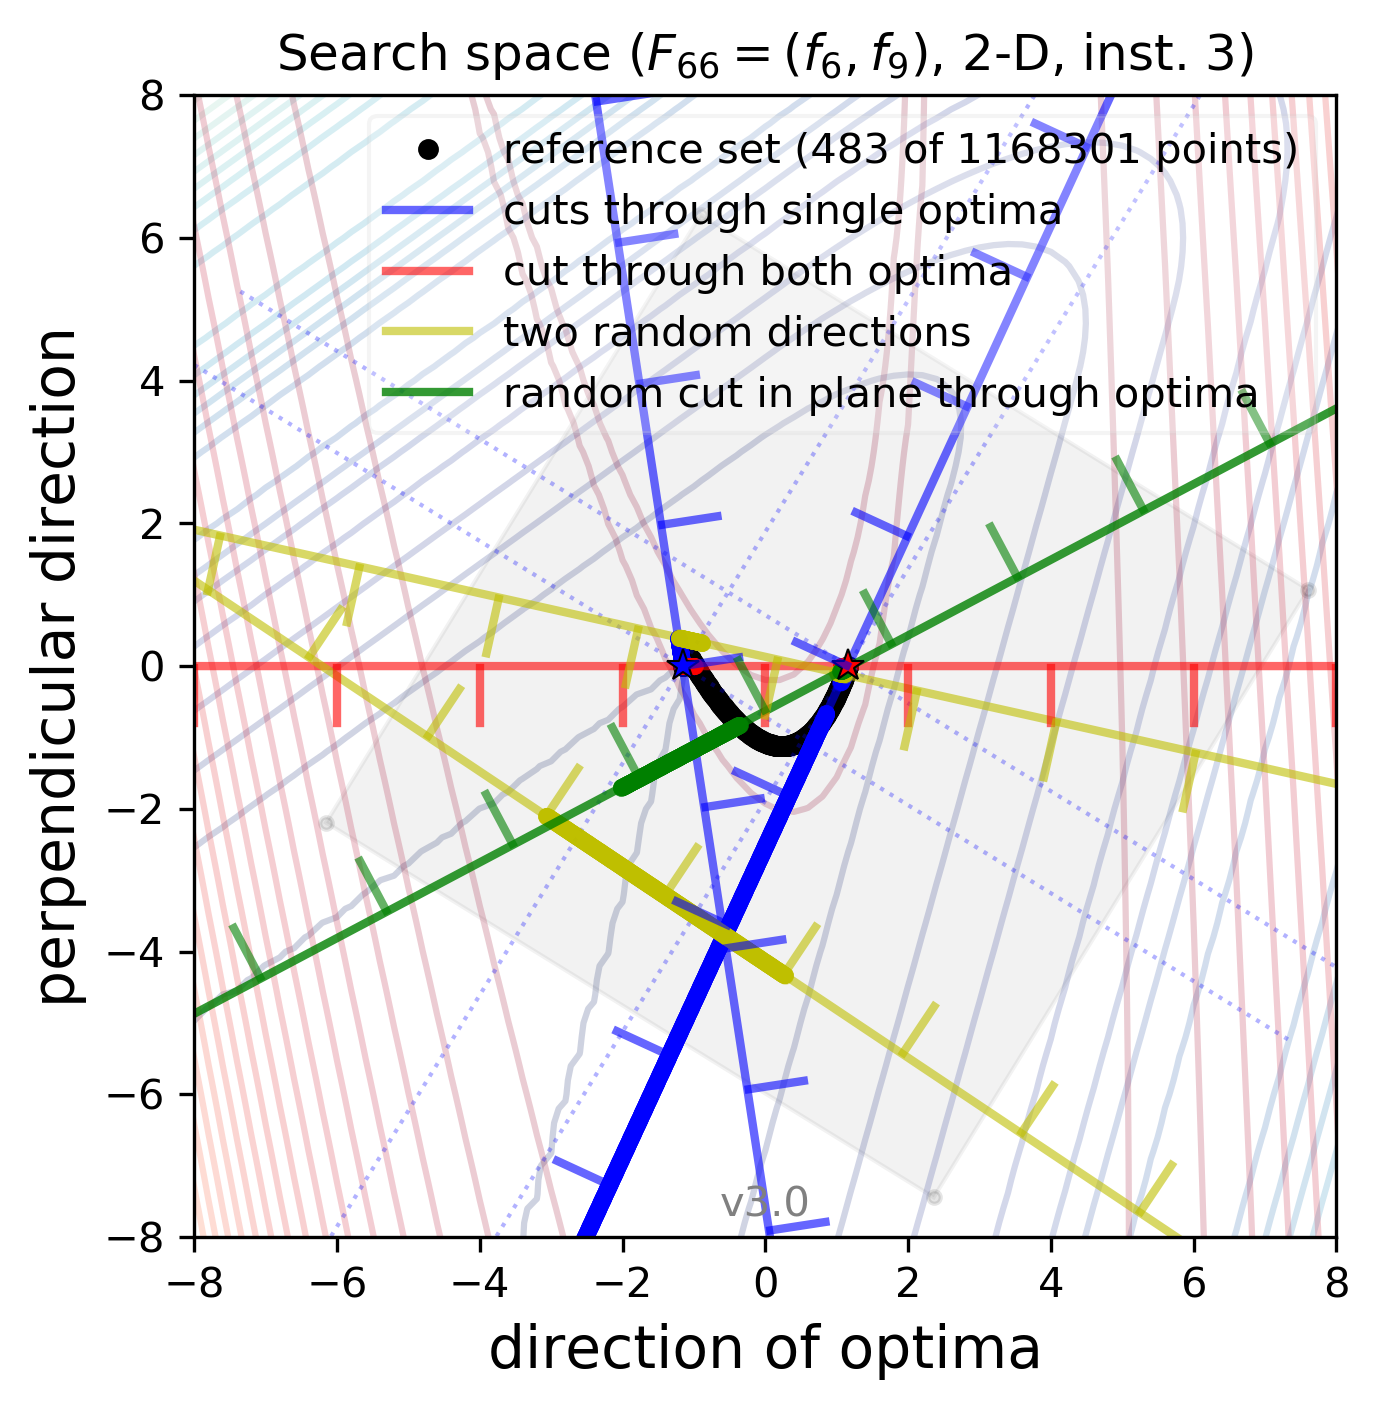 Search space (F₆₆ = (f₆, f₉), 2-D, inst. 3)
reference set (483 of 1168301 points)
cuts through single optima
cut through both optima
two random directions
random cut in plane through optima
8
6
4
2
0
−2
−4
−6
−8
perpendicular direction
v3.0
−8 −6 −4 −2 0 2 4 6 8
direction of optima